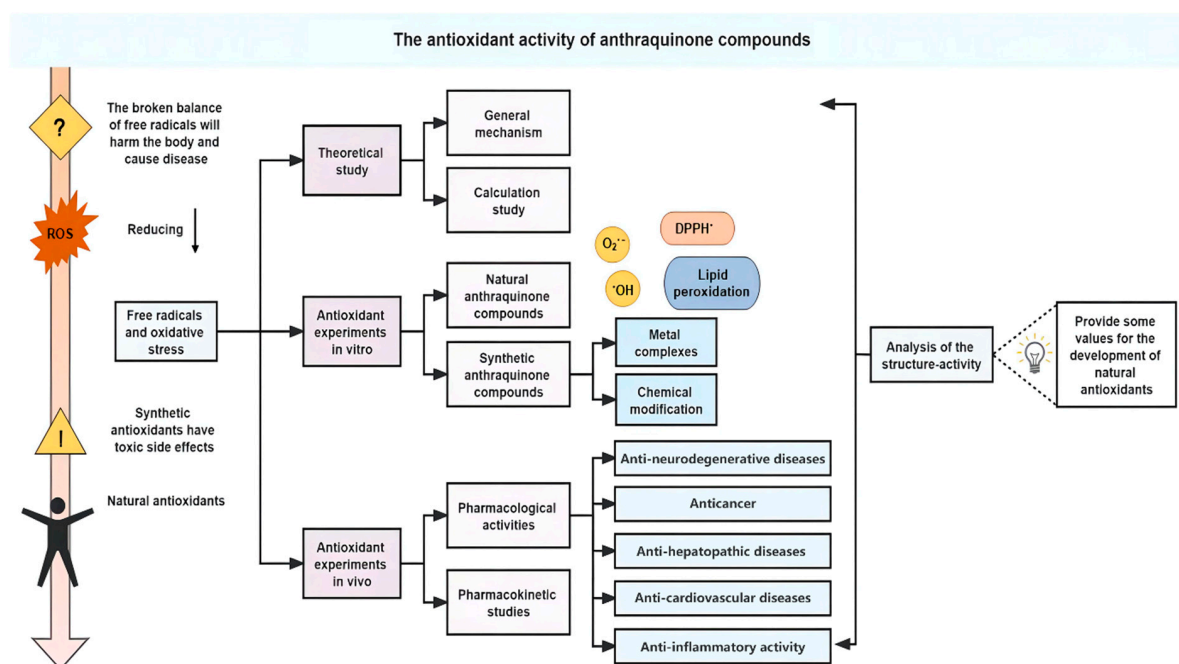 The antioxidant activity of anthraquinone compounds
?
The broken balance
of free radicals will
harm the body and
cause disease
ROS
Reducing
Free radicals
and oxidative
stress
!
Synthetic
antioxidants have
toxic side effects
Natural antioxidants
Theoretical
study
General
mechanism
Calculation
study
Antioxidant
experiments
in vitro
Natural
anthraquinone
compounds
Synthetic
anthraquinone
compounds
O₂˙⁻
DPPH˙
˙OH
Lipid
peroxidation
Metal
complexes
Chemical
modification
Antioxidant
experiments
in vivo
Pharmacological
activities
Pharmacokinetic
studies
Anti-neurodegenerative diseases
Anticancer
Anti-hepatopathic diseases
Anti-cardiovascular diseases
Anti-inflammatory activity
Analysis of the
structure-activity
Provide some
values for the
development of
natural
antioxidants